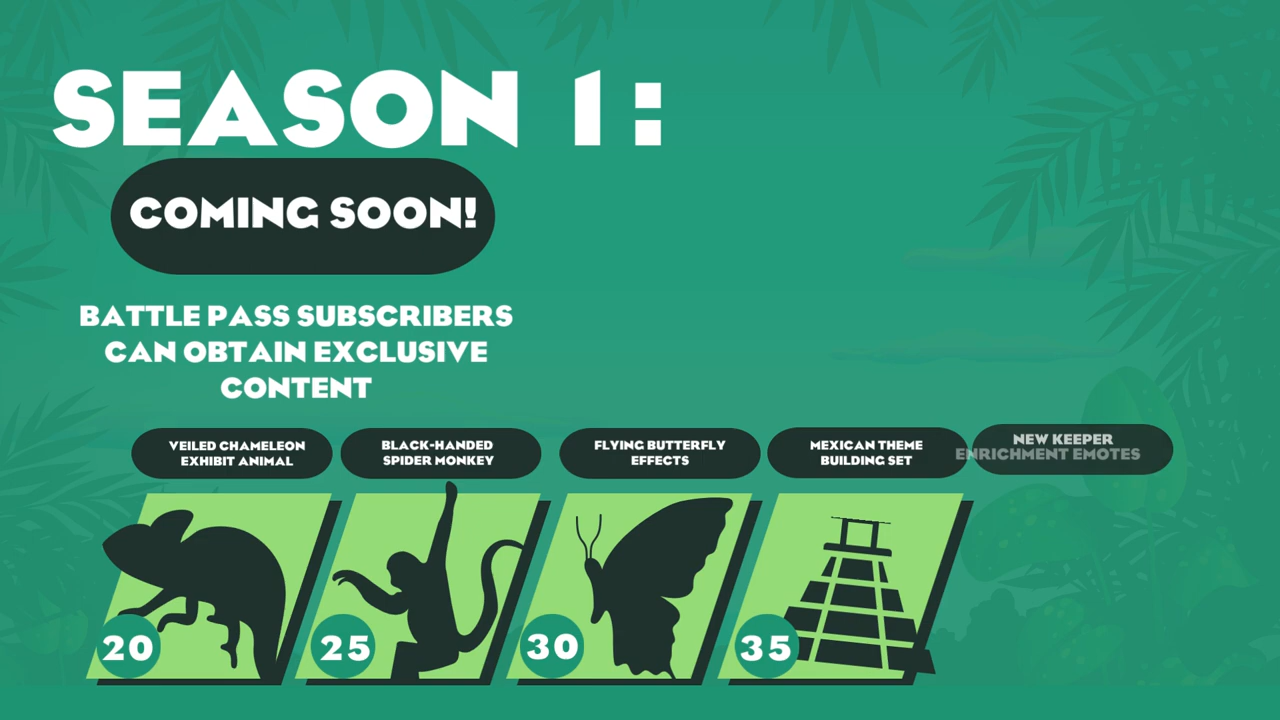 SEASON 1:
COMING SOON!
BATTLE PASS SUBSCRIBERS
CAN OBTAIN EXCLUSIVE
CONTENT
VEILED CHAMELEON
EXHIBIT ANIMAL
BLACK-HANDED
SPIDER MONKEY
FLYING BUTTERFLY
EFFECTS
MEXICAN THEME
BUILDING SET
NEW KEEPER
ENRICHMENT EMOTES
20
25
30
35